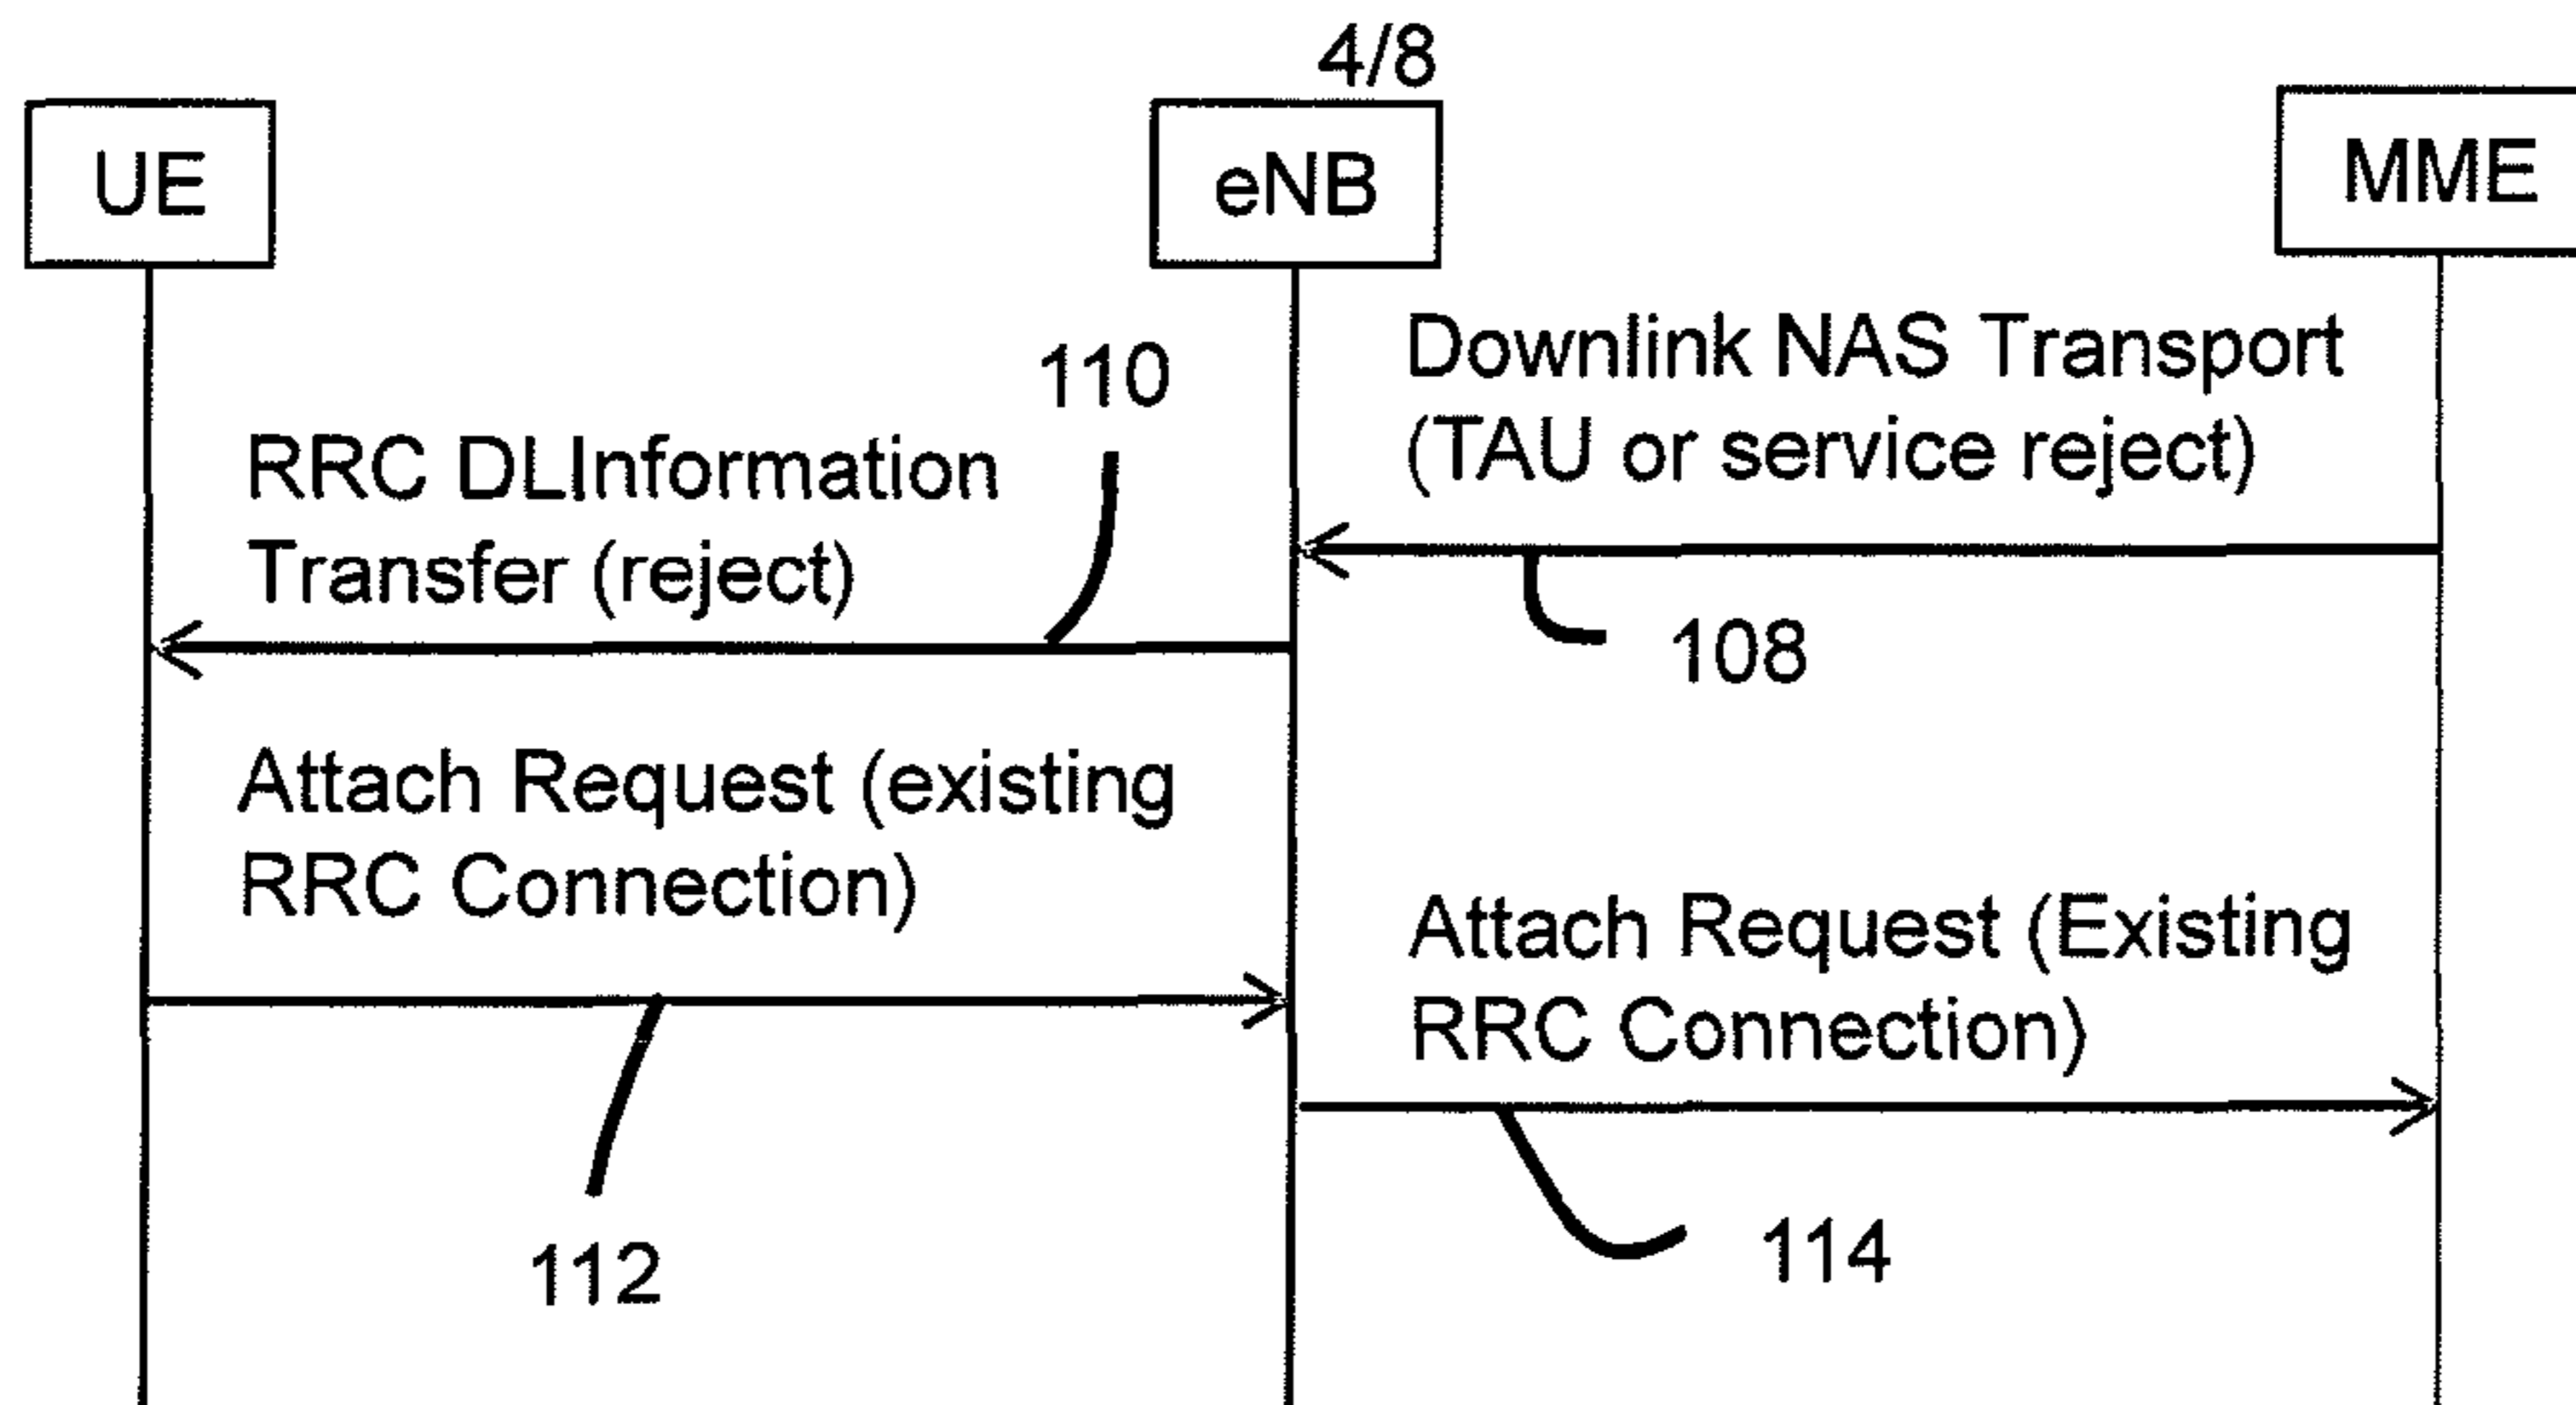 4/8
UE
eNB
MME
Downlink NAS Transport
(TAU or service reject)
108
110
RRC DLInformation
Transfer (reject)
Attach Request (existing
RRC Connection)
112
Attach Request (Existing
RRC Connection)
114